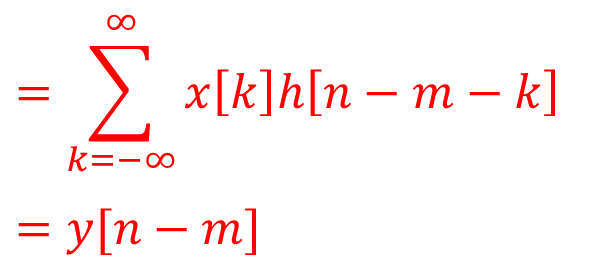 = ∑_{k=−∞}^{∞} x[k]h[n − m − k]
= y[n − m]